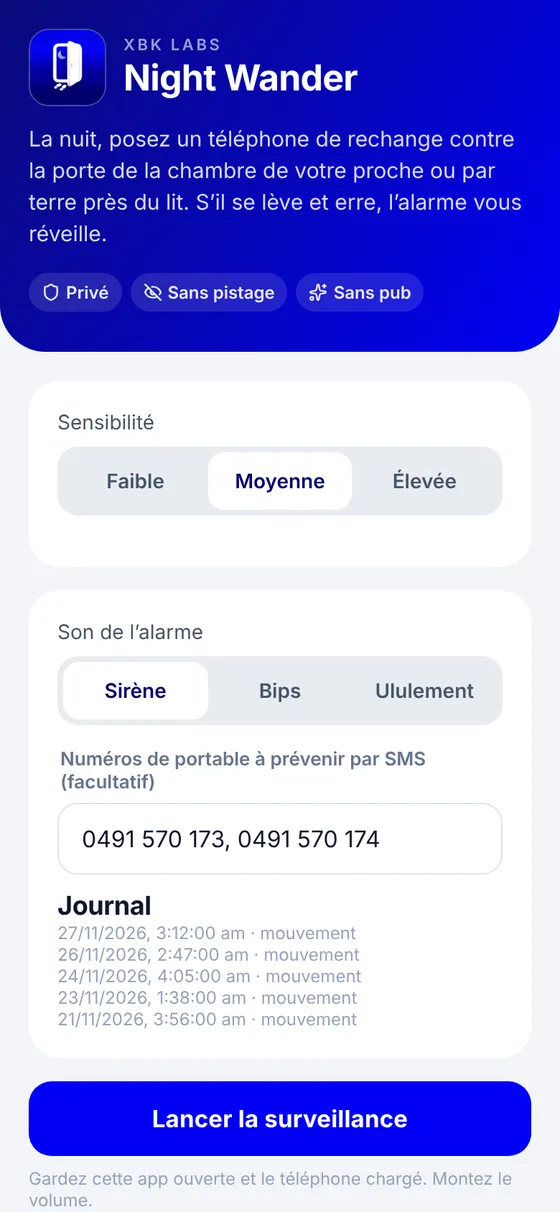 XBK LABS
Night Wander
La nuit, posez un téléphone de rechange contre
la porte de la chambre de votre proche ou par
terre près du lit. S’il se lève et erre, l’alarme vous
réveille.
Privé
Sans pistage
Sans pub
Sensibilité
Faible
Moyenne
Élevée
Son de l’alarme
Sirène
Bips
Ululement
Numéros de portable à prévenir par SMS
(facultatif)
0491 570 173, 0491 570 174
Journal
27/11/2026, 3:12:00 am · mouvement
26/11/2026, 2:47:00 am · mouvement
24/11/2026, 4:05:00 am · mouvement
23/11/2026, 1:38:00 am · mouvement
21/11/2026, 3:56:00 am · mouvement
Lancer la surveillance
Gardez cette app ouverte et le téléphone chargé. Montez le
volume.